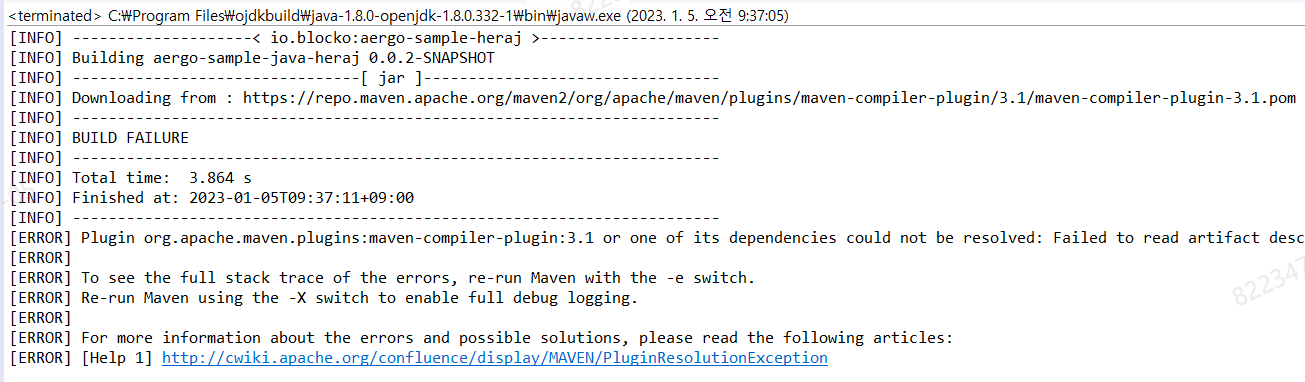 <terminated> C:₩Program Files₩ojdkbuild₩java-1.8.0-openjdk-1.8.0.332-1₩bin₩javaw.exe (2023. 1. 5. 오전 9:37:05)
[INFO] --------------------< io.blocko:aergo-sample-heraj >--------------------
[INFO] Building aergo-sample-java-heraj 0.0.2-SNAPSHOT
[INFO] --------------------------------[ jar ]---------------------------------
[INFO] Downloading from : https://repo.maven.apache.org/maven2/org/apache/maven/plugins/maven-compiler-plugin/3.1/maven-compiler-plugin-3.1.pom
[INFO] ------------------------------------------------------------------------
[INFO] BUILD FAILURE
[INFO] ------------------------------------------------------------------------
[INFO] Total time:  3.864 s
[INFO] Finished at: 2023-01-05T09:37:11+09:00
[INFO] ------------------------------------------------------------------------
[ERROR] Plugin org.apache.maven.plugins:maven-compiler-plugin:3.1 or one of its dependencies could not be resolved: Failed to read artifact desc
[ERROR]
[ERROR] To see the full stack trace of the errors, re-run Maven with the -e switch.
[ERROR] Re-run Maven using the -X switch to enable full debug logging.
822347
[ERROR]
[ERROR] For more information about the errors and possible solutions, please read the following articles:
[ERROR] [Help 1] http://cwiki.apache.org/confluence/display/MAVEN/PluginResolutionException